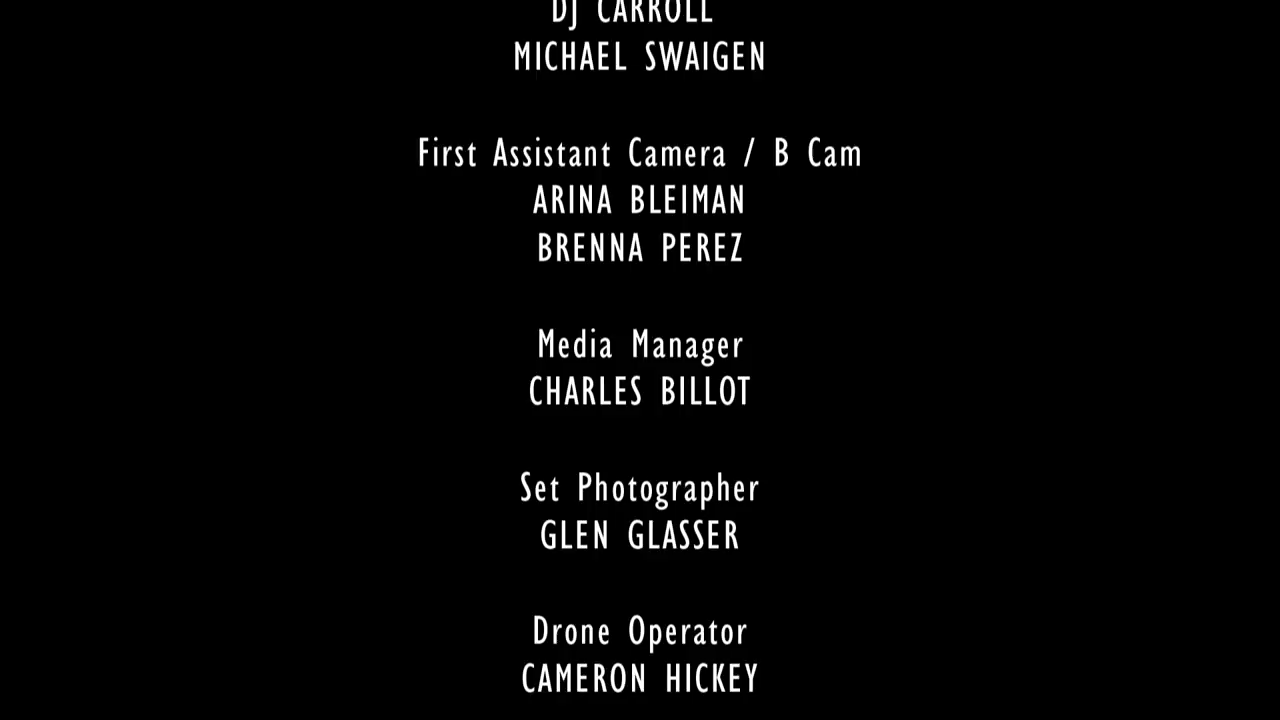 DJ CARROLL
MICHAEL SWAIGEN
First Assistant Camera / B Cam
ARINA BLEIMAN
BRENNA PEREZ
Media Manager
CHARLES BILLOT
Set Photographer
GLEN GLASSER
Drone Operator
CAMERON HICKEY